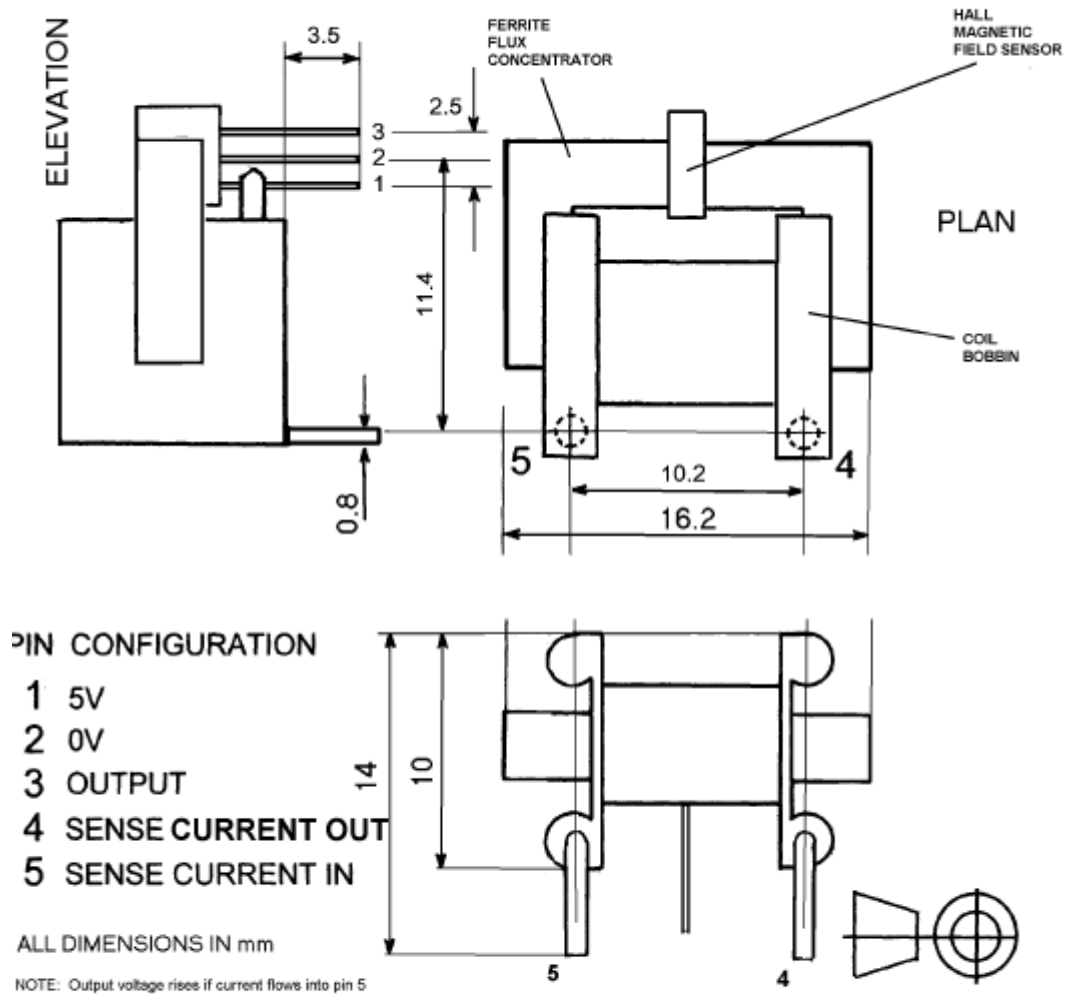 ELEVATION
3.5
FERRITE
FLUX
CONCENTRATOR
HALL
MAGNETIC
FIELD SENSOR
2.5
3
2
1
PLAN
11.4
COIL
BOBBIN
5
4
10.2
0.8
16.2
PIN CONFIGURATION
1 5V
2 0V
3 OUTPUT
4 SENSE CURRENT OUT
5 SENSE CURRENT IN
14
10
ALL DIMENSIONS IN mm
5
4
NOTE: Output voltage rises if current flows into pin 5